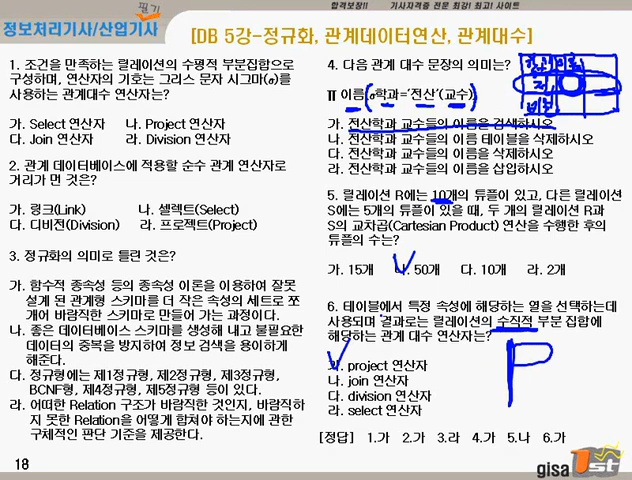 합격보장!! 기사자격증 전문 최강! 최고! 사이트
필기
정보처리기사/산업기사
[DB 5강-정규화, 관계데이터연산, 관계대수]
1. 조건을 만족하는 릴레이션의 수평적 부분집합으로
구성하며, 연산자의 기호는 그리스 문자 시그마(σ)를
사용하는 관계대수 연산자는?
가. Select 연산자 나. Project 연산자
다. Join 연산자 라. Division 연산자
2. 관계 데이터베이스에 적용할 순수 관계 연산자로
거리가 먼 것은?
가. 링크(Link) 나. 셀렉트(Select)
다. 디비전(Division) 라. 프로젝트(Project)
3. 정규화의 의미로 틀린 것은?
가. 함수적 종속성 등의 종속성 이론을 이용하여 잘못
설계 된 관계형 스키마를 더 작은 속성의 세트로 쪼
개어 바람직한 스키마로 만들어 가는 과정이다.
나. 좋은 데이터베이스 스키마를 생성해 내고 불필요한
데이터의 중복을 방지하여 정보 검색을 용이하게
해준다.
다. 정규형에는 제1정규형, 제2정규형, 제3정규형,
BCNF형, 제4정규형, 제5정규형 등이 있다.
라. 어떠한 Relation 구조가 바람직한 것인지, 바람직하
지 못한 Relation을 어떻게 합쳐야 하는지에 관한
구체적인 판단 기준을 제공한다.
18
4. 다음 관계 대수 문장의 의미는?
π 이름(σ학과='전산'(교수)
가. 전산학과 교수들의 이름을 검색하시오
나. 전산학과 교수들의 이름 테이블을 삭제하시오
다. 전산학과 교수들의 이름을 삭제하시오
라. 전산학과 교수들의 이름을 삽입하시오
5. 릴레이션 R에는 10개의 튜플이 있고, 다른 릴레이션
S에는 5개의 튜플이 있을 때, 두 개의 릴레이션 R과
S의 교차곱(Cartesian Product) 연산을 수행한 후의
튜플의 수는?
가. 15개 나. 50개 다. 10개 라. 2개
6. 테이블에서 특정 속성에 해당하는 열을 선택하는데
사용되며 결과로는 릴레이션의 수직적 부분 집합에
해당하는 관계 대수 연산자는?
가. project 연산자
나. join 연산자
다. division 연산자
라. select 연산자
P
[정답] 1.가 2.가 3.라 4.가 5.나 6.가
gisa 1st